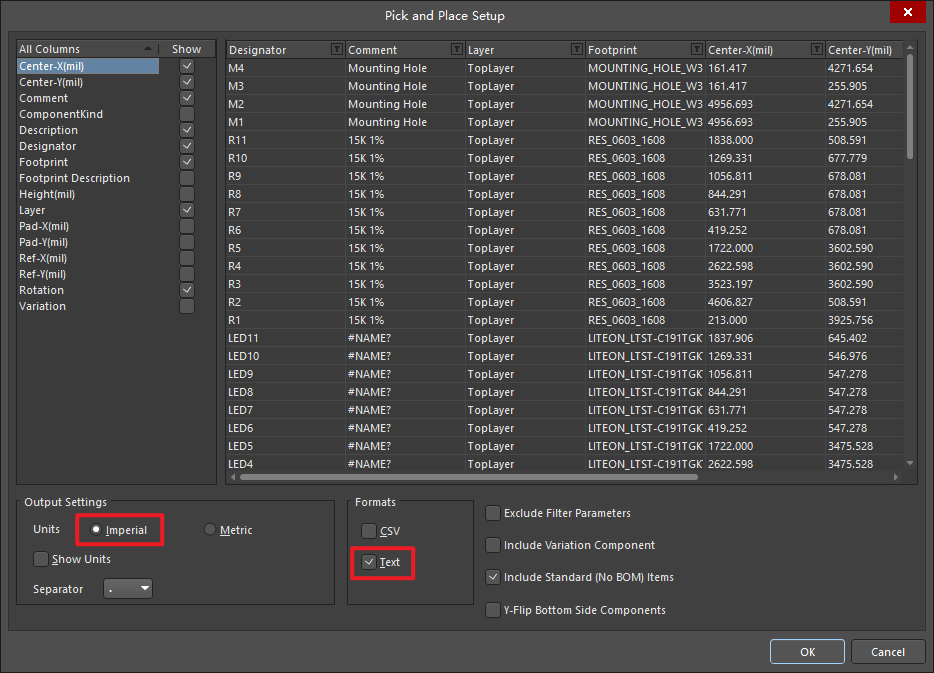 Pick and Place Setup
All Columns Show
Center-X(mil)
Center-Y(mil)
Comment
ComponentKind
Description
Designator
Footprint
Footprint Description
Height(mil)
Layer
Pad-X(mil)
Pad-Y(mil)
Ref-X(mil)
Ref-Y(mil)
Rotation
Variation
Designator Comment Layer Footprint Center-X(mil) Center-Y(mil)
M4 Mounting Hole TopLayer MOUNTING_HOLE_W3 161.417 4271.654
M3 Mounting Hole TopLayer MOUNTING_HOLE_W3 161.417 255.905
M2 Mounting Hole TopLayer MOUNTING_HOLE_W3 4956.693 4271.654
M1 Mounting Hole TopLayer MOUNTING_HOLE_W3 4956.693 255.905
R11 15K 1% TopLayer RES_0603_1608 1838.000 508.591
R10 15K 1% TopLayer RES_0603_1608 1269.331 677.779
R9 15K 1% TopLayer RES_0603_1608 1056.811 678.081
R8 15K 1% TopLayer RES_0603_1608 844.291 678.081
R7 15K 1% TopLayer RES_0603_1608 631.771 678.081
R6 15K 1% TopLayer RES_0603_1608 419.252 678.081
R5 15K 1% TopLayer RES_0603_1608 1722.000 3602.590
R4 15K 1% TopLayer RES_0603_1608 2622.598 3602.590
R3 15K 1% TopLayer RES_0603_1608 3523.197 3602.590
R2 15K 1% TopLayer RES_0603_1608 4606.827 508.591
R1 15K 1% TopLayer RES_0603_1608 213.000 3925.756
LED11 #NAME? TopLayer LITEON_LTST-C191TGK 1837.906 645.402
LED10 #NAME? TopLayer LITEON_LTST-C191TGK 1269.331 546.976
LED9 #NAME? TopLayer LITEON_LTST-C191TGK 1056.811 547.278
LED8 #NAME? TopLayer LITEON_LTST-C191TGK 844.291 547.278
LED7 #NAME? TopLayer LITEON_LTST-C191TGK 631.771 547.278
LED6 #NAME? TopLayer LITEON_LTST-C191TGK 419.252 547.278
LED5 #NAME? TopLayer LITEON_LTST-C191TGK 1722.000 3475.528
LED4 #NAME? TopLayer LITEON_LTST-C191TGK 2622.598 3475.528
Output Settings
Units Imperial Metric
Show Units
Separator .
Formats
CSV
Text
Exclude Filter Parameters
Include Variation Component
Include Standard (No BOM) Items
Y-Flip Bottom Side Components
OK Cancel